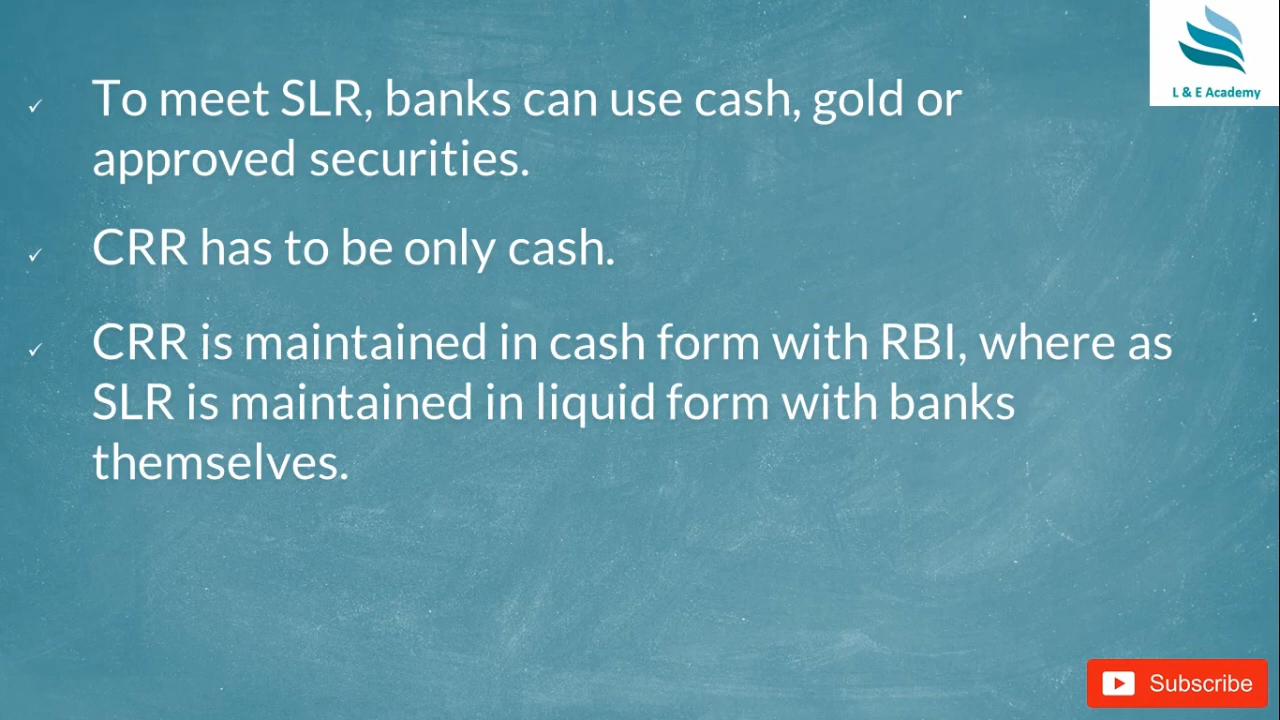 L & E Academy
✓ To meet SLR, banks can use cash, gold or
approved securities.
✓ CRR has to be only cash.
✓ CRR is maintained in cash form with RBI, where as
SLR is maintained in liquid form with banks
themselves.
Subscribe